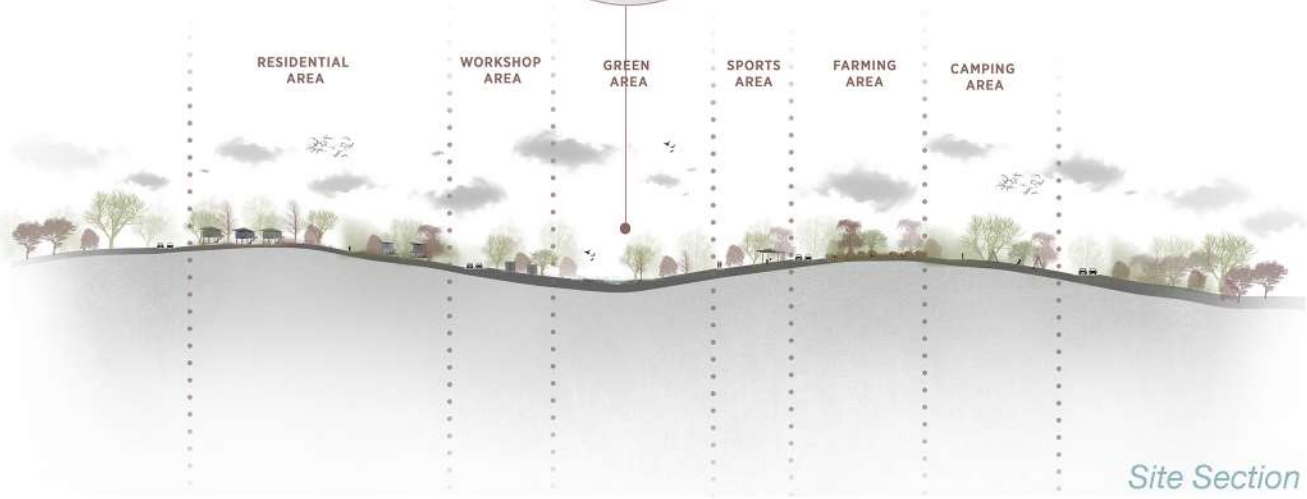 RESIDENTIAL
AREA
WORKSHOP
AREA
GREEN
AREA
SPORTS
AREA
FARMING
AREA
CAMPING
AREA
Site Section